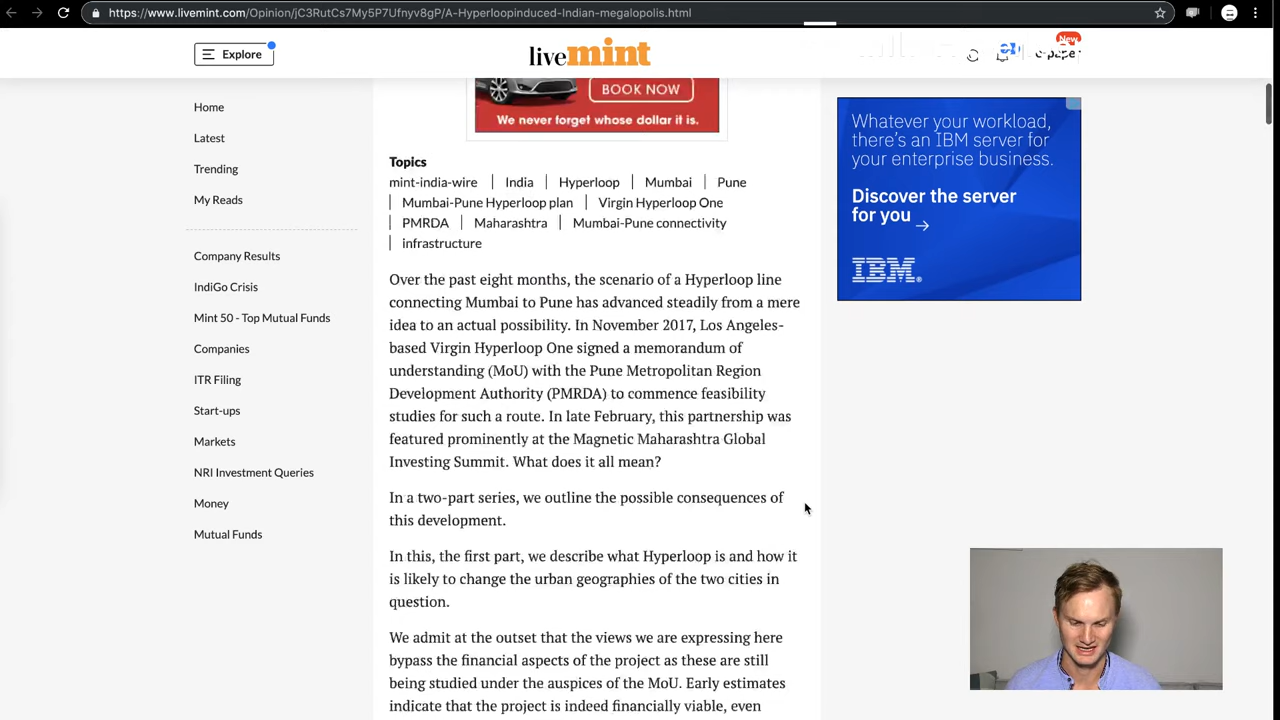 https://www.livemint.com/Opinion/jC3RutCs7My5P7Ufnyv8gP/A-Hyperloopinduced-Indian-megalopolis.html
Explore
livemint
New
e-paper
BOOK NOW
We never forget whose dollar it is.
Home
Latest
Trending
My Reads
Company Results
IndiGo Crisis
Mint 50 - Top Mutual Funds
Companies
ITR Filing
Start-ups
Markets
NRI Investment Queries
Money
Mutual Funds
Topics
mint-india-wire | India | Hyperloop | Mumbai | Pune
| Mumbai-Pune Hyperloop plan | Virgin Hyperloop One
| PMRDA | Maharashtra | Mumbai-Pune connectivity
| infrastructure
Over the past eight months, the scenario of a Hyperloop line
connecting Mumbai to Pune has advanced steadily from a mere
idea to an actual possibility. In November 2017, Los Angeles-
based Virgin Hyperloop One signed a memorandum of
understanding (MoU) with the Pune Metropolitan Region
Development Authority (PMRDA) to commence feasibility
studies for such a route. In late February, this partnership was
featured prominently at the Magnetic Maharashtra Global
Investing Summit. What does it all mean?
In a two-part series, we outline the possible consequences of
this development.
In this, the first part, we describe what Hyperloop is and how it
is likely to change the urban geographies of the two cities in
question.
We admit at the outset that the views we are expressing here
bypass the financial aspects of the project as these are still
being studied under the auspices of the MoU. Early estimates
indicate that the project is indeed financially viable, even
Whatever your workload,
there's an IBM server for
your enterprise business.
Discover the server
for you →
IBM.